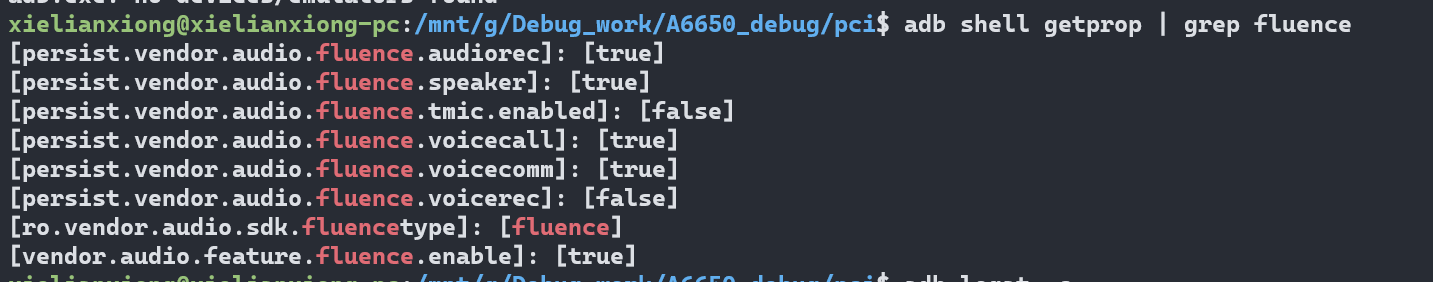 xielianxiong@xielianxiong-pc:/mnt/g/Debug_work/A6650_debug/pci$ adb shell getprop | grep fluence
[persist.vendor.audio.fluence.audiorec]: [true]
[persist.vendor.audio.fluence.speaker]: [true]
[persist.vendor.audio.fluence.tmic.enabled]: [false]
[persist.vendor.audio.fluence.voicecall]: [true]
[persist.vendor.audio.fluence.voicecomm]: [true]
[persist.vendor.audio.fluence.voicerec]: [false]
[ro.vendor.audio.sdk.fluencetype]: [fluence]
[vendor.audio.feature.fluence.enable]: [true]